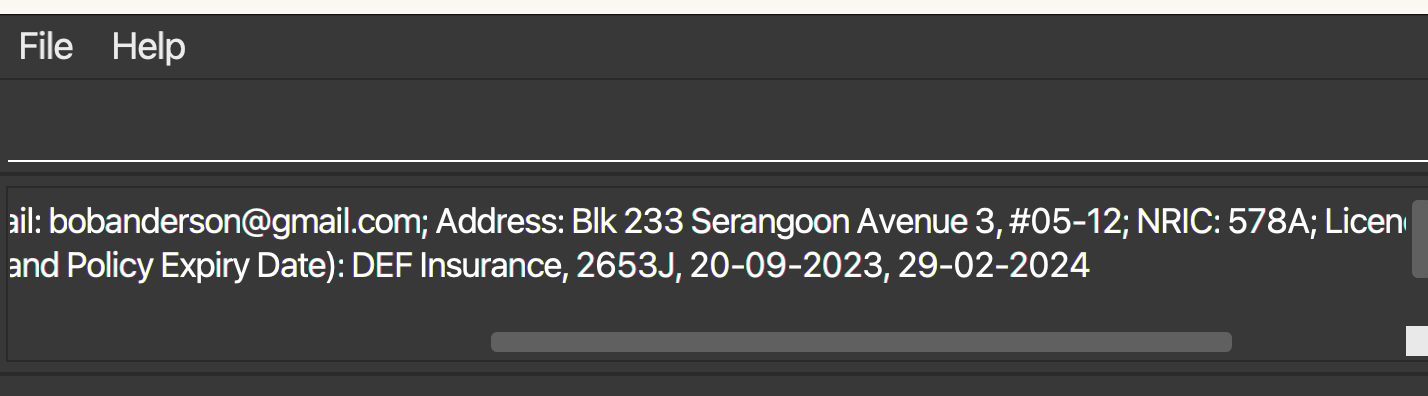 File Help
ail: bobanderson@gmail.com; Address: Blk 233 Serangoon Avenue 3, #05-12; NRIC: 578A; Licen
and Policy Expiry Date): DEF Insurance, 2653J, 20-09-2023, 29-02-2024